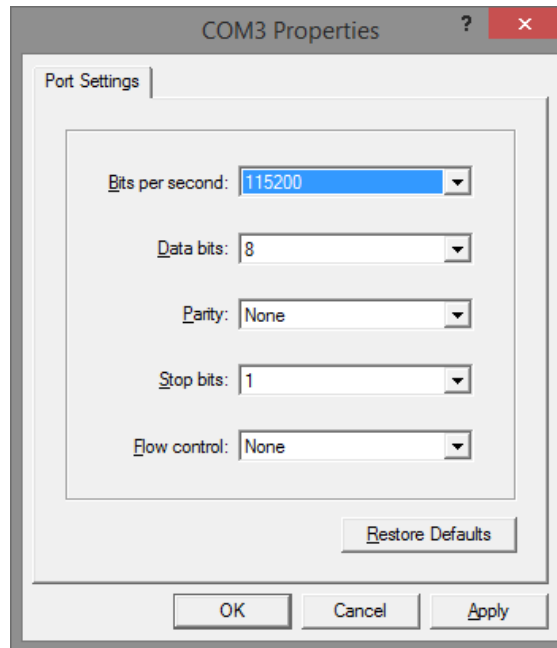 COM3 Properties ?
Port Settings
Bits per second: 115200
Data bits: 8
Parity: None
Stop bits: 1
Flow control: None
Restore Defaults
OK Cancel Apply